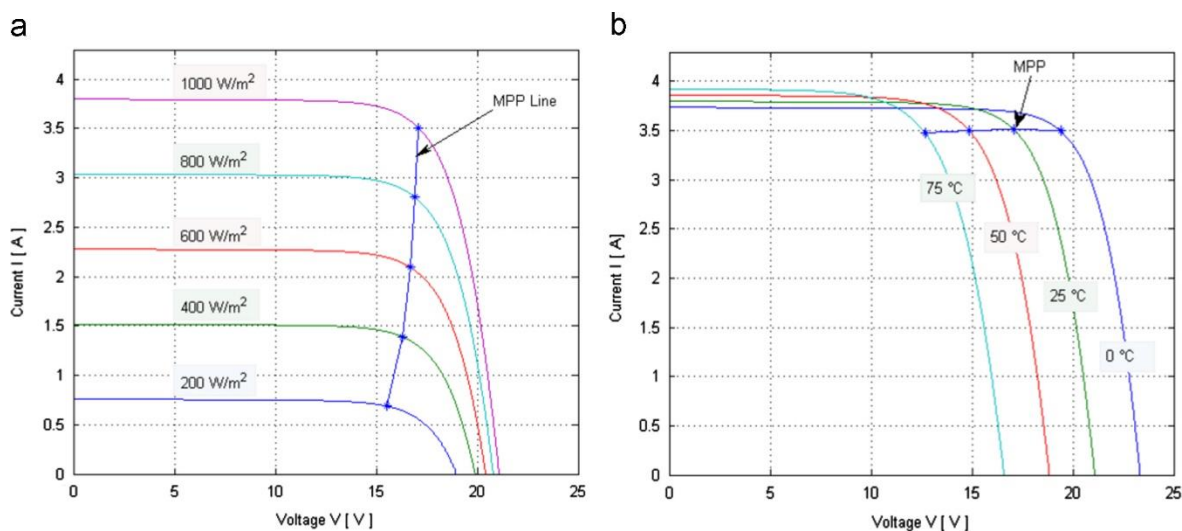 a
4
3.5
3
2.5
2
1.5
1
0.5
0
0
5
10
15
20
25
Current I [ A ]
Voltage V [ V ]
1000 W/m²
800 W/m²
600 W/m²
400 W/m²
200 W/m²
MPP Line
b
4
3.5
3
2.5
2
1.5
1
0.5
0
0
5
10
15
20
25
Current I [ A ]
Voltage V [ V ]
MPP
75 °C
50 °C
25 °C
0 °C